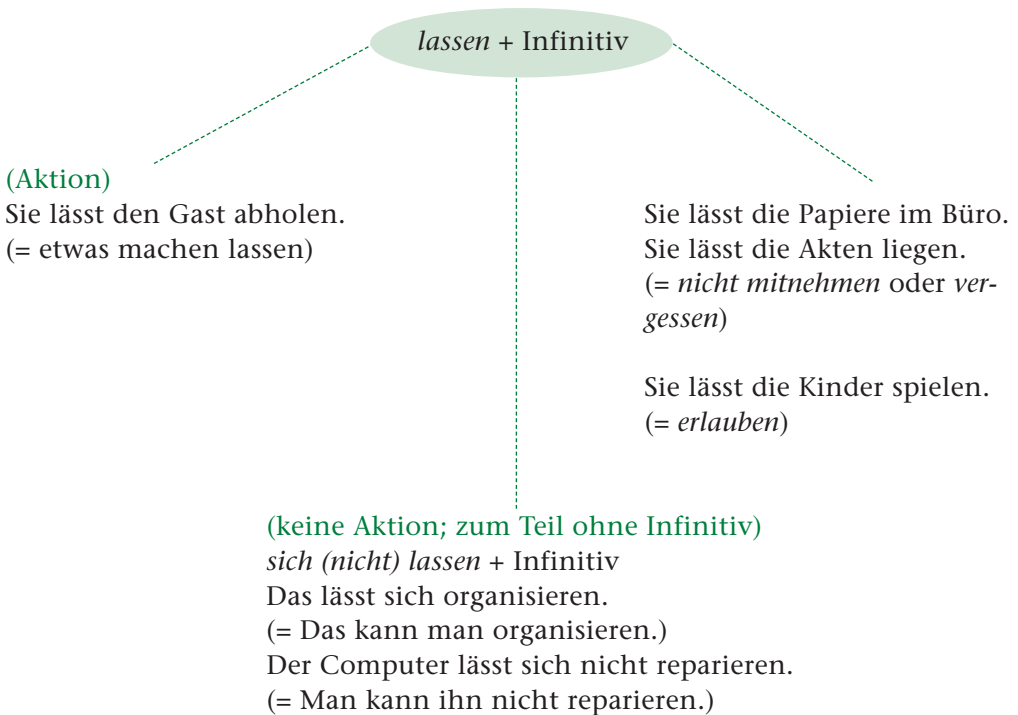 lassen + Infinitiv
(Aktion)
Sie lässt den Gast abholen.
(= etwas machen lassen)
Sie lässt die Papiere im Büro.
Sie lässt die Akten liegen.
(= nicht mitnehmen oder ver-
gessen)
Sie lässt die Kinder spielen.
(= erlauben)
(keine Aktion; zum Teil ohne Infinitiv)
sich (nicht) lassen + Infinitiv
Das lässt sich organisieren.
(= Das kann man organisieren.)
Der Computer lässt sich nicht reparieren.
(= Man kann ihn nicht reparieren.)